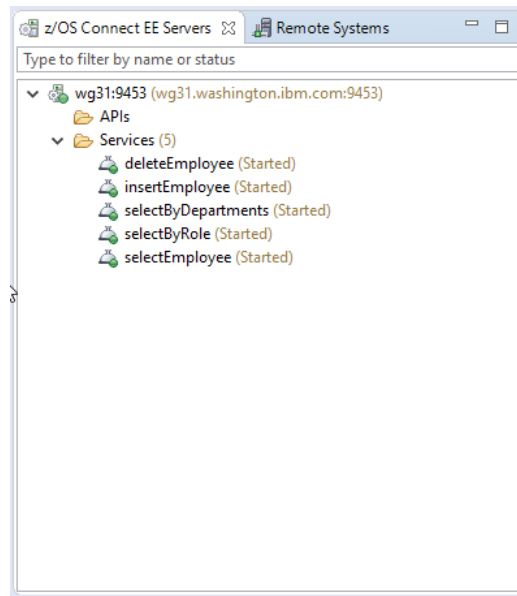 z/OS Connect EE Servers Remote Systems
Type to filter by name or status
wg31:9453 (wg31.washington.ibm.com:9453)
APIs
Services (5)
deleteEmployee (Started)
insertEmployee (Started)
selectByDepartments (Started)
selectByRole (Started)
selectEmployee (Started)